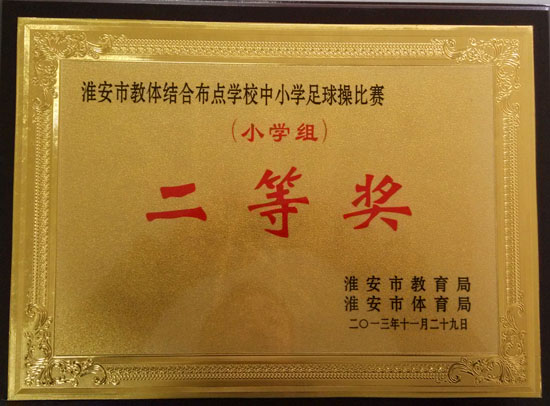 淮安市教体结合布点学校中小学足球操比赛
（小学组）
二等奖
淮安市教育局
淮安市体育局
二〇一三年十一月二十九日